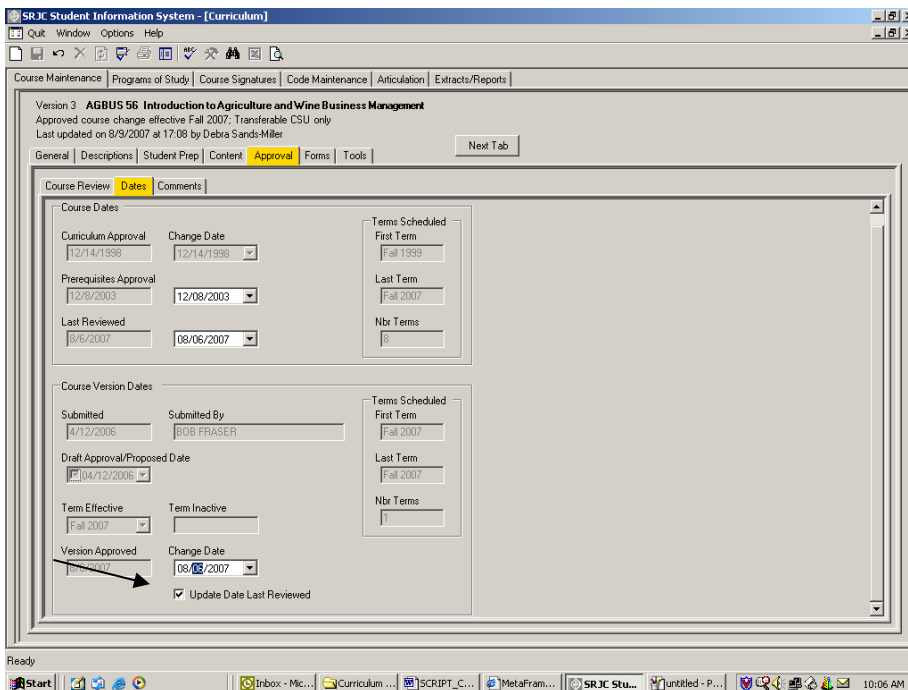 SRJC Student Information System - [Curriculum]
Quit Window Options Help
Course Maintenance Programs of Study Course Signatures Code Maintenance Articulation Extracts/Reports
Version 3 AGBUS 56 Introduction to Agriculture and Wine Business Management
Approved course change effective Fall 2007; Transferable CSU only
Last updated on 8/9/2007 at 17:08 by Debra Sands-Miller
Next Tab
General Descriptions Student Prep Content Approval Forms Tools
Course Review Dates Comments
Course Dates
Curriculum Approval Change Date
12/14/1998 12/14/1998
Prerequisites Approval
12/8/2003 12/08/2003
Last Reviewed
8/6/2007 08/06/2007
Terms Scheduled
First Term
Fall 1999
Last Term
Fall 2007
Nbr Terms
8
Course Version Dates
Submitted Submitted By
4/12/2006 BOB FRASER
Draft Approval/Proposed Date
04/12/2006
Term Effective Term Inactive
Fall 2007
Version Approved Change Date
8/6/2007 08/06/2007
Update Date Last Reviewed
Terms Scheduled
First Term
Fall 2007
Last Term
Fall 2007
Nbr Terms
1
Ready
Start Inbox - Mic... Curriculum ... SCRIPT_C... MetaFram... SRJC Stu... untitled - P... 10:06 AM